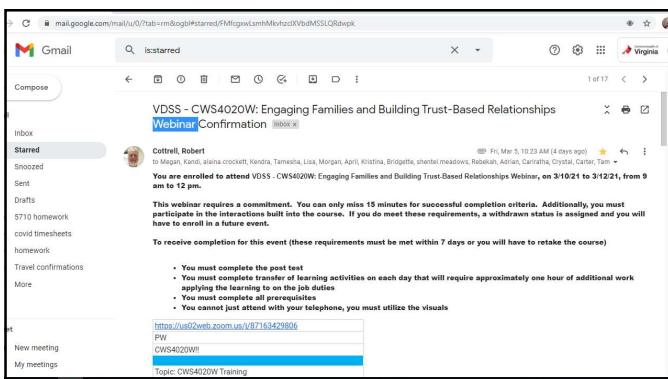 mail.google.com/mail/u/0/?tab=rm&ogbl#starred/FMfcgxwLsmhMkvhzclXVbdMSSLQRdwpk
Gmail
is:starred
Virginia
Compose
1 of 17
VDSS - CWS4020W: Engaging Families and Building Trust-Based Relationships
Webinar Confirmation Inbox x
Inbox
Starred
Snoozed
Sent
Drafts
5710 homework
covid timesheets
homework
Travel confirmations
More
et
New meeting
My meetings
Cottrell, Robert
Fri, Mar 5, 10:23 AM (4 days ago)
to Megan, Kandi, alaina.crockett, Kendra, Tamesha, Lisa, Morgan, April, Kristina, Bridgette, shentel.meadows, Rebekah, Adrian, Cariratha, Crystal, Carter, Tam
You are enrolled to attend VDSS - CWS4020W: Engaging Families and Building Trust-Based Relationships Webinar, on 3/10/21 to 3/12/21, from 9
am to 12 pm.
This webinar requires a commitment. You can only miss 15 minutes for successful completion criteria. Additionally, you must
participate in the interactions built into the course. If you do meet these requirements, a withdrawn status is assigned and you will
have to enroll in a future event.
To receive completion for this event (these requirements must be met within 7 days or you will have to retake the course)
• You must complete the post test
• You must complete transfer of learning activities on each day that will require approximately one hour of additional work
applying the learning to on the job duties
• You must complete all prerequisites
• You cannot just attend with your telephone, you must utilize the visuals
https://us02web.zoom.us/j/87163429806
PW
CWS4020W!!
Topic: CWS4020W Training